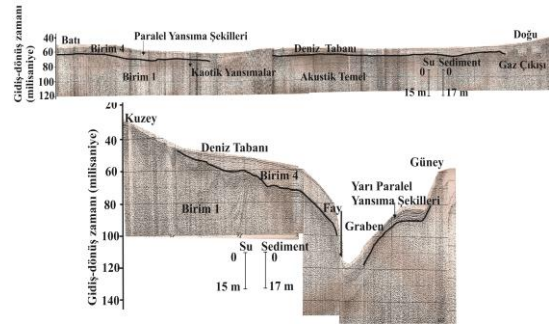 Gidiş-dönüş zamanı
(milisaniye)
40
60
80
100
120
Batı
Birim 4
Paralel Yansıma Şekilleri
Deniz Tabanı
Doğu
Birim 1
Kaotik Yansımalar
Akustik Temel
Su
Sediment
Gaz Çıkışı
0
0
15 m
17 m
Gidiş-dönüş zamanı (milisaniye)
20
40
60
80
100
120
140
Kuzey
Deniz Tabanı
Güney
Birim 4
Yarı Paralel
Yansıma Şekilleri
Birim 1
Fay
Graben
Su
Sediment
0
0
15 m
17 m